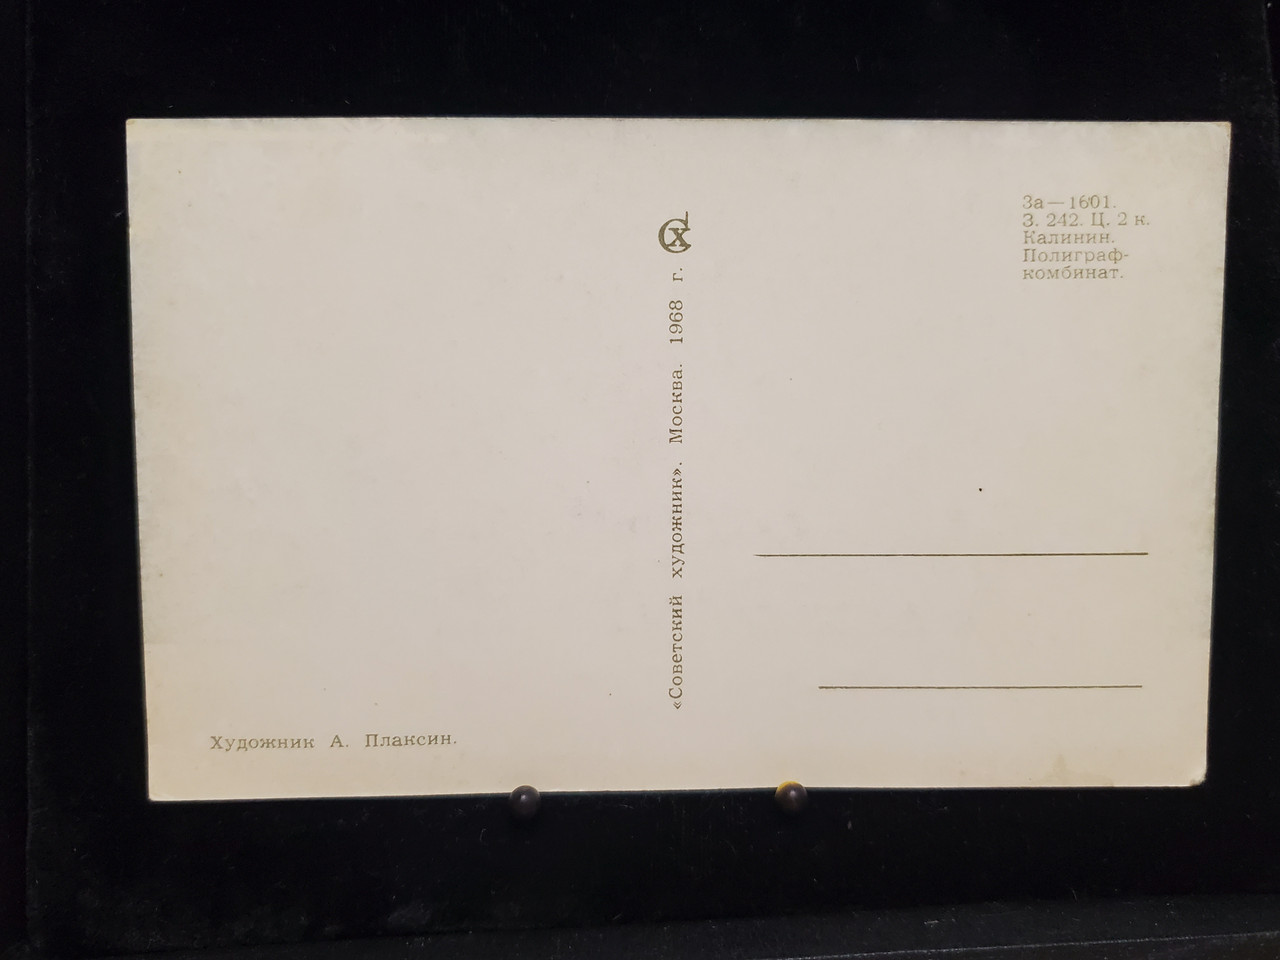 За—1601.
З. 242. Ц. 2 к.
Калинин.
Полиграф-
комбинат.
СХ
«Советский художник». Москва. 1968 г.
Художник А. Плаксин.